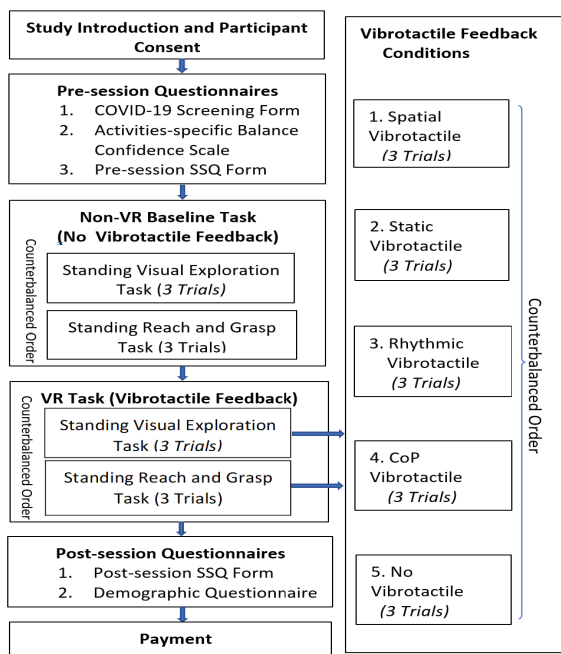 Study Introduction and Participant
Consent
Pre-session Questionnaires
1. COVID-19 Screening Form
2. Activities-specific Balance
Confidence Scale
3. Pre-session SSQ Form
Non-VR Baseline Task
(No Vibrotactile Feedback)
Counterbalanced Order
Standing Visual Exploration
Task (3 Trials)
Standing Reach and Grasp
Task (3 Trials)
VR Task (Vibrotactile Feedback)
Counterbalanced Order
Standing Visual Exploration
Task (3 Trials)
Standing Reach and Grasp
Task (3 Trials)
Post-session Questionnaires
1. Post-session SSQ Form
2. Demographic Questionnaire
Payment
Vibrotactile Feedback
Conditions
1. Spatial
Vibrotactile
(3 Trials)
2. Static
Vibrotactile
(3 Trials)
3. Rhythmic
Vibrotactile
(3 Trials)
4. CoP
Vibrotactile
(3 Trials)
5. No
Vibrotactile
(3 Trials)
Counterbalanced Order